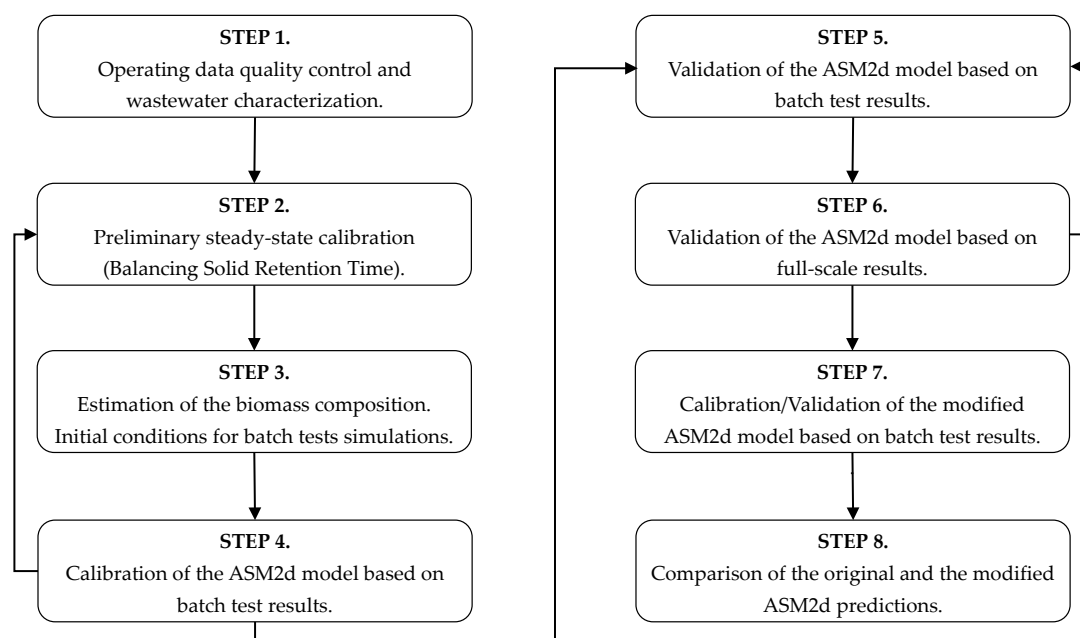 STEP 1.
Operating data quality control and
wastewater characterization.
STEP 2.
Preliminary steady-state calibration
(Balancing Solid Retention Time).
STEP 3.
Estimation of the biomass composition.
Initial conditions for batch tests simulations.
STEP 4.
Calibration of the ASM2d model based on
batch test results.
STEP 5.
Validation of the ASM2d model based on
batch test results.
STEP 6.
Validation of the ASM2d model based on
full-scale results.
STEP 7.
Calibration/Validation of the modified
ASM2d model based on batch test results.
STEP 8.
Comparison of the original and the modified
ASM2d predictions.